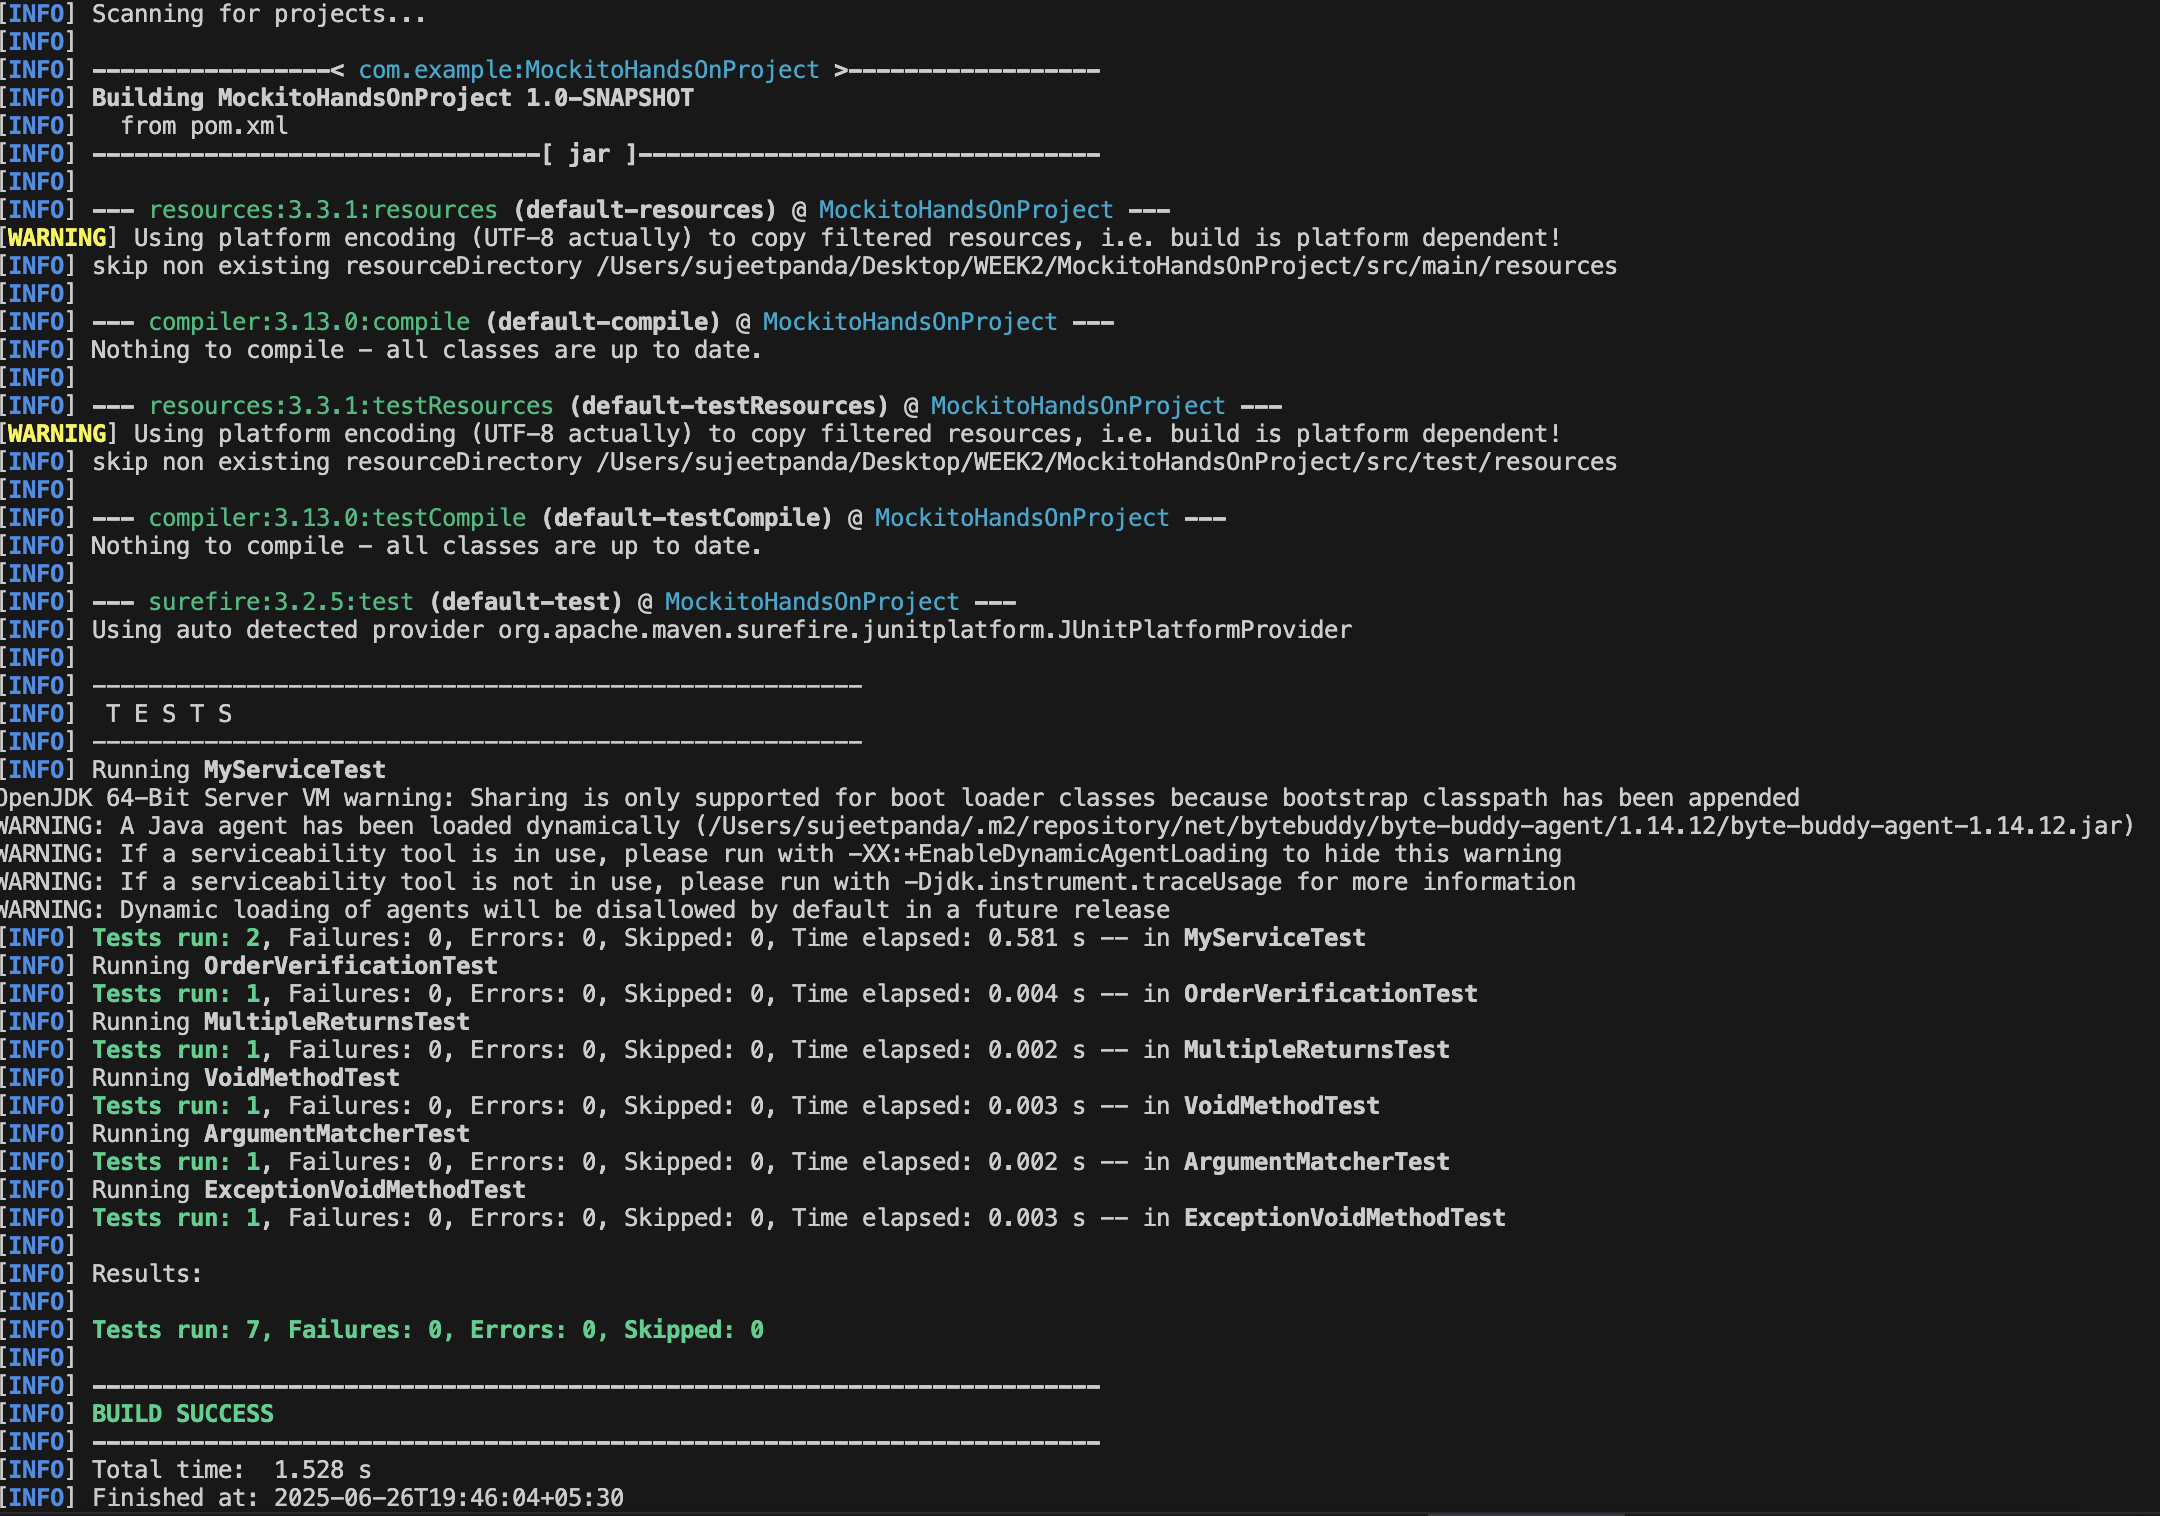 [INFO] Scanning for projects...
[INFO]
[INFO] -----------------< com.example:MockitoHandsOnProject >------------------
[INFO] Building MockitoHandsOnProject 1.0-SNAPSHOT
[INFO]   from pom.xml
[INFO] --------------------------------[ jar ]---------------------------------
[INFO]
[INFO] --- resources:3.3.1:resources (default-resources) @ MockitoHandsOnProject ---
[WARNING] Using platform encoding (UTF-8 actually) to copy filtered resources, i.e. build is platform dependent!
[INFO] skip non existing resourceDirectory /Users/sujeetpanda/Desktop/WEEK2/MockitoHandsOnProject/src/main/resources
[INFO]
[INFO] --- compiler:3.13.0:compile (default-compile) @ MockitoHandsOnProject ---
[INFO] Nothing to compile - all classes are up to date.
[INFO]
[INFO] --- resources:3.3.1:testResources (default-testResources) @ MockitoHandsOnProject ---
[WARNING] Using platform encoding (UTF-8 actually) to copy filtered resources, i.e. build is platform dependent!
[INFO] skip non existing resourceDirectory /Users/sujeetpanda/Desktop/WEEK2/MockitoHandsOnProject/src/test/resources
[INFO]
[INFO] --- compiler:3.13.0:testCompile (default-testCompile) @ MockitoHandsOnProject ---
[INFO] Nothing to compile - all classes are up to date.
[INFO]
[INFO] --- surefire:3.2.5:test (default-test) @ MockitoHandsOnProject ---
[INFO] Using auto detected provider org.apache.maven.surefire.junitplatform.JUnitPlatformProvider
[INFO]
[INFO] -------------------------------------------------------
[INFO]  T E S T S
[INFO] -------------------------------------------------------
[INFO] Running MyServiceTest
OpenJDK 64-Bit Server VM warning: Sharing is only supported for boot loader classes because bootstrap classpath has been appended
WARNING: A Java agent has been loaded dynamically (/Users/sujeetpanda/.m2/repository/net/bytebuddy/byte-buddy-agent/1.14.12/byte-buddy-agent-1.14.12.jar)
WARNING: If a serviceability tool is in use, please run with -XX:+EnableDynamicAgentLoading to hide this warning
WARNING: If a serviceability tool is not in use, please run with -Djdk.instrument.traceUsage for more information
WARNING: Dynamic loading of agents will be disallowed by default in a future release
[INFO] Tests run: 2, Failures: 0, Errors: 0, Skipped: 0, Time elapsed: 0.581 s -- in MyServiceTest
[INFO] Running OrderVerificationTest
[INFO] Tests run: 1, Failures: 0, Errors: 0, Skipped: 0, Time elapsed: 0.004 s -- in OrderVerificationTest
[INFO] Running MultipleReturnsTest
[INFO] Tests run: 1, Failures: 0, Errors: 0, Skipped: 0, Time elapsed: 0.002 s -- in MultipleReturnsTest
[INFO] Running VoidMethodTest
[INFO] Tests run: 1, Failures: 0, Errors: 0, Skipped: 0, Time elapsed: 0.003 s -- in VoidMethodTest
[INFO] Running ArgumentMatcherTest
[INFO] Tests run: 1, Failures: 0, Errors: 0, Skipped: 0, Time elapsed: 0.002 s -- in ArgumentMatcherTest
[INFO] Running ExceptionVoidMethodTest
[INFO] Tests run: 1, Failures: 0, Errors: 0, Skipped: 0, Time elapsed: 0.003 s -- in ExceptionVoidMethodTest
[INFO]
[INFO] Results:
[INFO]
[INFO] Tests run: 7, Failures: 0, Errors: 0, Skipped: 0
[INFO]
[INFO] ------------------------------------------------------------------------
[INFO] BUILD SUCCESS
[INFO] ------------------------------------------------------------------------
[INFO] Total time:  1.528 s
[INFO] Finished at: 2025-06-26T19:46:04+05:30